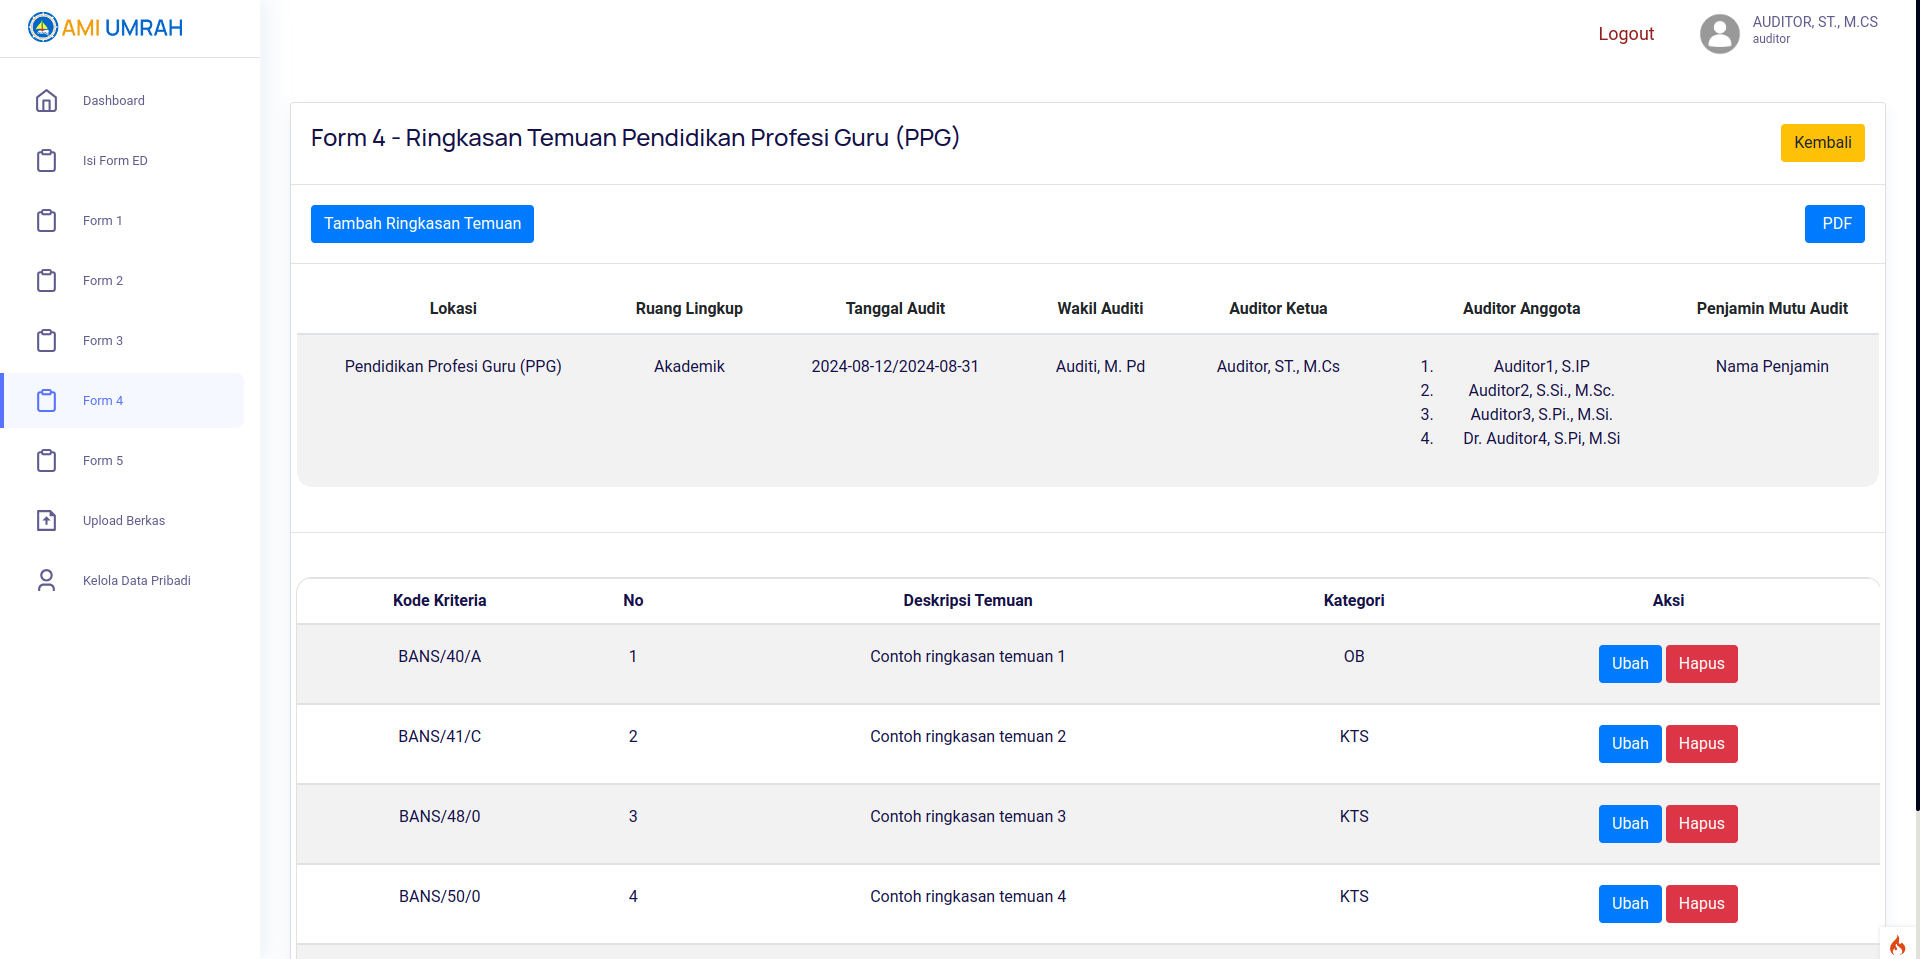 AMI UMRAH
Logout
AUDITOR, ST., M.CS
auditor
Dashboard
Isi Form ED
Form 1
Form 2
Form 3
Form 4
Form 5
Upload Berkas
Kelola Data Pribadi
Form 4 - Ringkasan Temuan Pendidikan Profesi Guru (PPG)
Kembali
Tambah Ringkasan Temuan
PDF
Lokasi Ruang Lingkup Tanggal Audit Wakil Auditi Auditor Ketua Auditor Anggota Penjamin Mutu Audit
Pendidikan Profesi Guru (PPG) Akademik 2024-08-12/2024-08-31 Auditi, M. Pd Auditor, ST., M.Cs 1. Auditor1, S.IP Nama Penjamin
2. Auditor2, S.Si., M.Sc.
3. Auditor3, S.Pi., M.Si.
4. Dr. Auditor4, S.Pi, M.Si
Kode Kriteria No Deskripsi Temuan Kategori Aksi
BANS/40/A 1 Contoh ringkasan temuan 1 OB Ubah Hapus
BANS/41/C 2 Contoh ringkasan temuan 2 KTS Ubah Hapus
BANS/48/0 3 Contoh ringkasan temuan 3 KTS Ubah Hapus
BANS/50/0 4 Contoh ringkasan temuan 4 KTS Ubah Hapus